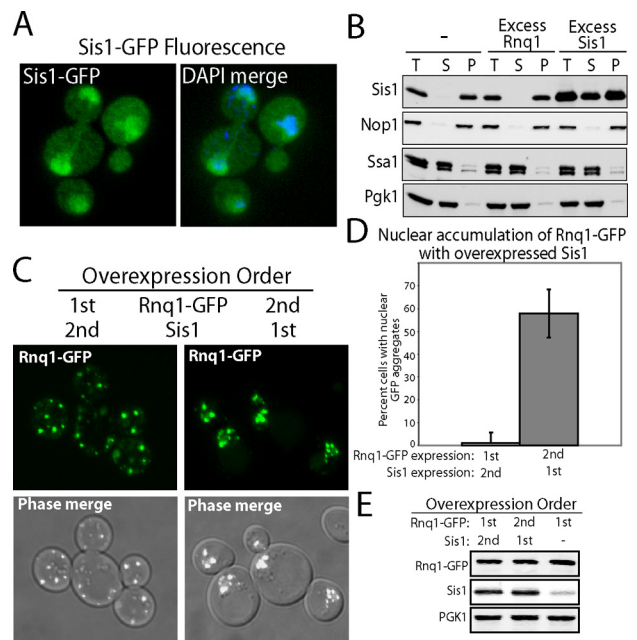 A
Sis1-GFP Fluorescence
Sis1-GFP
DAPI merge
B
- Excess Rnq1 Excess Sis1
T S P T S P T S P
Sis1
Nop1
Ssa1
Pgk1
C
Overexpression Order
1st Rnq1-GFP 2nd
2nd Sis1 1st
Rnq1-GFP
Rnq1-GFP
Phase merge
Phase merge
D
Nuclear accumulation of Rnq1-GFP
with overexpressed Sis1
Percent cells with nuclear
GFP aggregates
70
60
50
40
30
20
10
0
Rnq1-GFP expression: 1st 2nd
Sis1 expression: 2nd 1st
E
Overexpression Order
Rnq1-GFP: 1st 2nd 1st
Sis1: 2nd 1st -
Rnq1-GFP
Sis1
PGK1